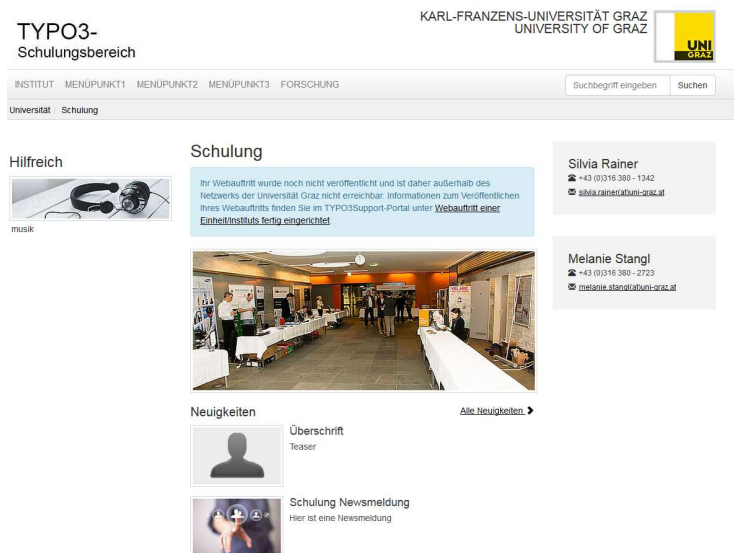 TYPO3-
Schulungsbereich
KARL-FRANZENS-UNIVERSITÄT GRAZ
UNIVERSITY OF GRAZ
UNI
GRAZ
INSTITUT MENÜPUNKT1 MENÜPUNKT2 MENÜPUNKT3 FORSCHUNG
Suchbegriff eingeben Suchen
Universität / Schulung
Hilfreich
musik
Schulung
Ihr Webauftritt wurde noch nicht veröffentlicht und ist daher außerhalb des
Netzwerks der Universität Graz nicht erreichbar. Informationen zum Veröffentlichen
Ihres Webauftritts finden Sie im TYPO3Support-Portal unter Webauftritt einer
Einheit/Instituts fertig eingerichtet.
Neuigkeiten
Alle Neuigkeiten
Überschrift
Teaser
Schulung Newsmeldung
Hier ist eine Newsmeldung
Silvia Rainer
+43 (0)316 380 - 1342
silvia.rainer(at)uni-graz.at
Melanie Stangl
+43 (0)316 380 - 2723
melanie.stangl(at)uni-graz.at